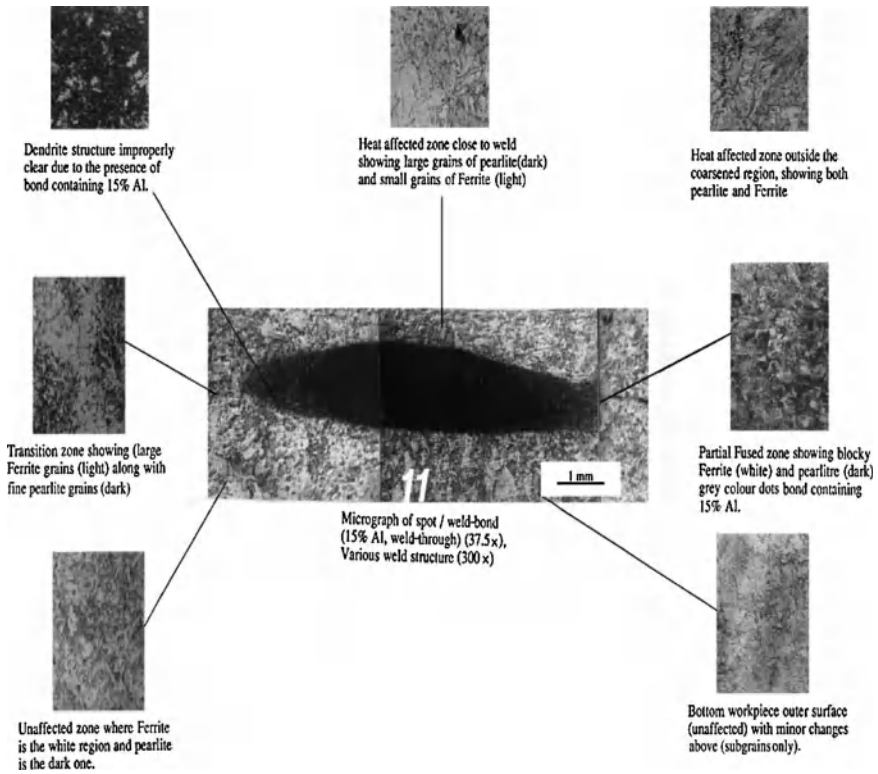 Dendrite structure improperly
clear due to the presence of
bond containing 15% Al.
Heat affected zone close to weld
showing large grains of pearlite(dark)
and small grains of Ferrite (light)
Heat affected zone outside the
coarsened region, showing both
pearlite and Ferrite
Transition zone showing (large
Ferrite grains (light) along with
fine pearlite grains (dark)
Partial Fused zone showing blocky
Ferrite (white) and pearlitre (dark)
grey colour dots bond containing
15% Al.
11
1 mm
Micrograph of spot / weld-bond
(15% Al, weld-through) (37.5x),
Various weld structure (300x)
Unaffected zone where Ferrite
is the white region and pearlite
is the dark one.
Bottom workpiece outer surface
(unaffected) with minor changes
above (subgrains only).